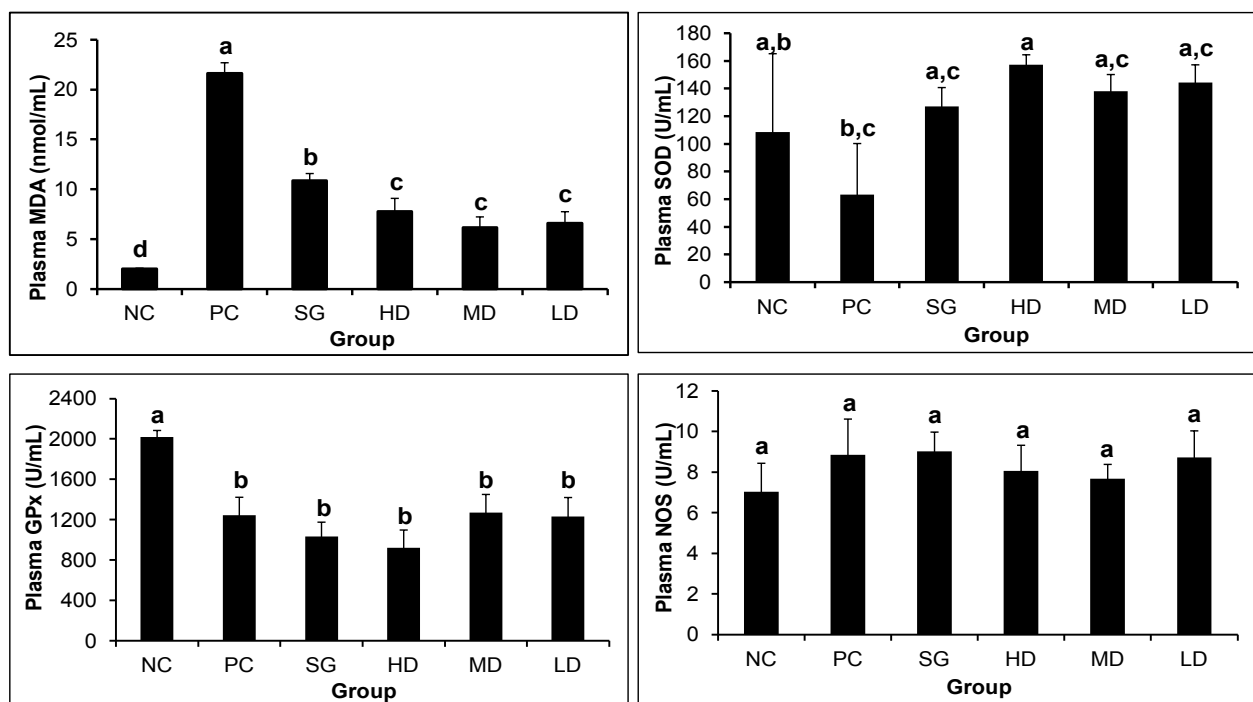 Plasma MDA (nmol/mL)
25
20
15
10
5
0
a
b
c
c
c
d
NC PC SG HD MD LD
Group
Plasma SOD (U/mL)
180
160
140
120
100
80
60
40
20
0
a,b
b,c
a,c
a
a,c
a,c
NC PC SG HD MD LD
Group
Plasma GPx (U/mL)
2400
2000
1600
1200
800
400
0
a
b
b
b
b
b
NC PC SG HD MD LD
Group
Plasma NOS (U/mL)
12
10
8
6
4
2
0
a
a
a
a
a
a
NC PC SG HD MD LD
Group